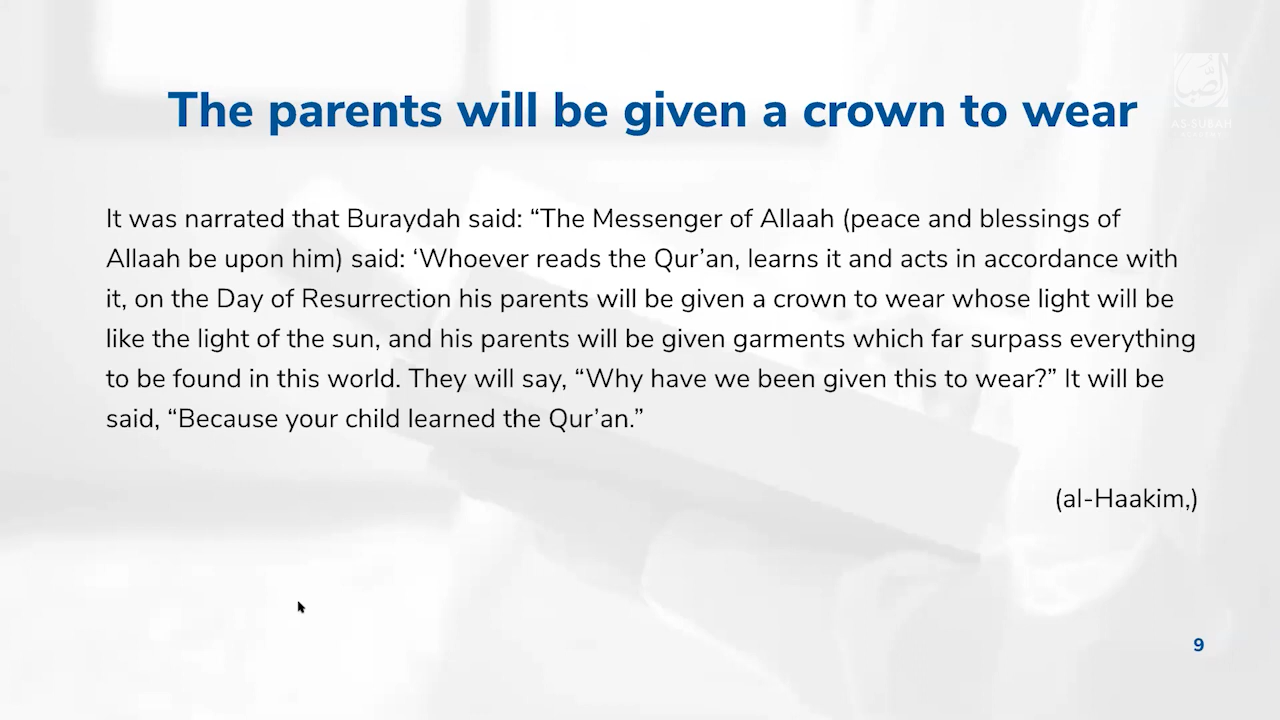 The parents will be given a crown to wear
It was narrated that Buraydah said: “The Messenger of Allaah (peace and blessings of
Allaah be upon him) said: ‘Whoever reads the Qur’an, learns it and acts in accordance with
it, on the Day of Resurrection his parents will be given a crown to wear whose light will be
like the light of the sun, and his parents will be given garments which far surpass everything
to be found in this world. They will say, “Why have we been given this to wear?” It will be
said, “Because your child learned the Qur’an.”
(al-Haakim,)
9